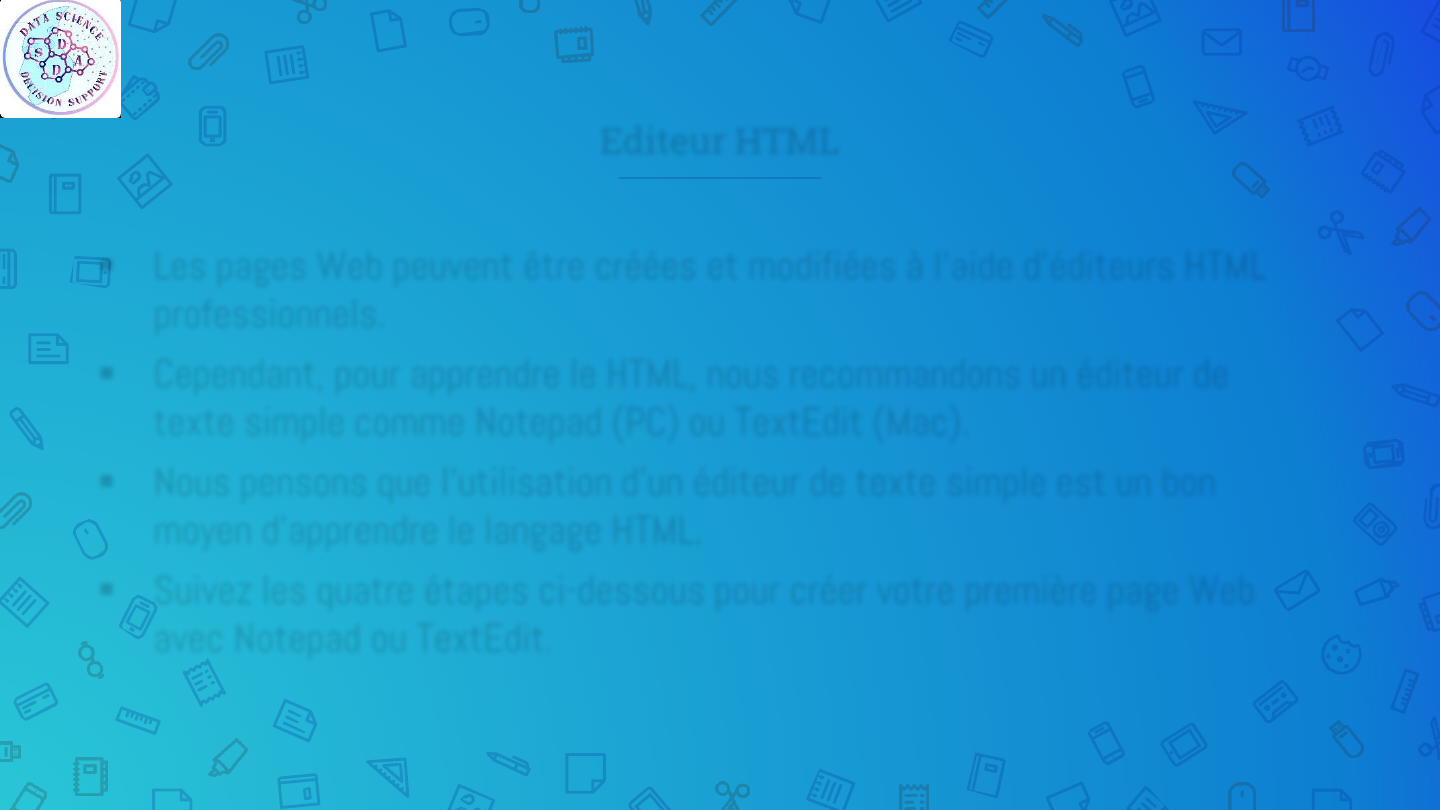 DATA SCIENCE
S D
D A
DECISION SUPPORT
Editeur HTML
Les pages Web peuvent être créées et modifiées à l'aide d'éditeurs HTML
professionnels.
▪ Cependant, pour apprendre le HTML, nous recommandons un éditeur de
texte simple comme Notepad (PC) ou TextEdit (Mac).
▪ Nous pensons que l'utilisation d'un éditeur de texte simple est un bon
moyen d'apprendre le langage HTML.
▪ Suivez les quatre étapes ci-dessous pour créer votre première page Web
avec Notepad ou TextEdit.